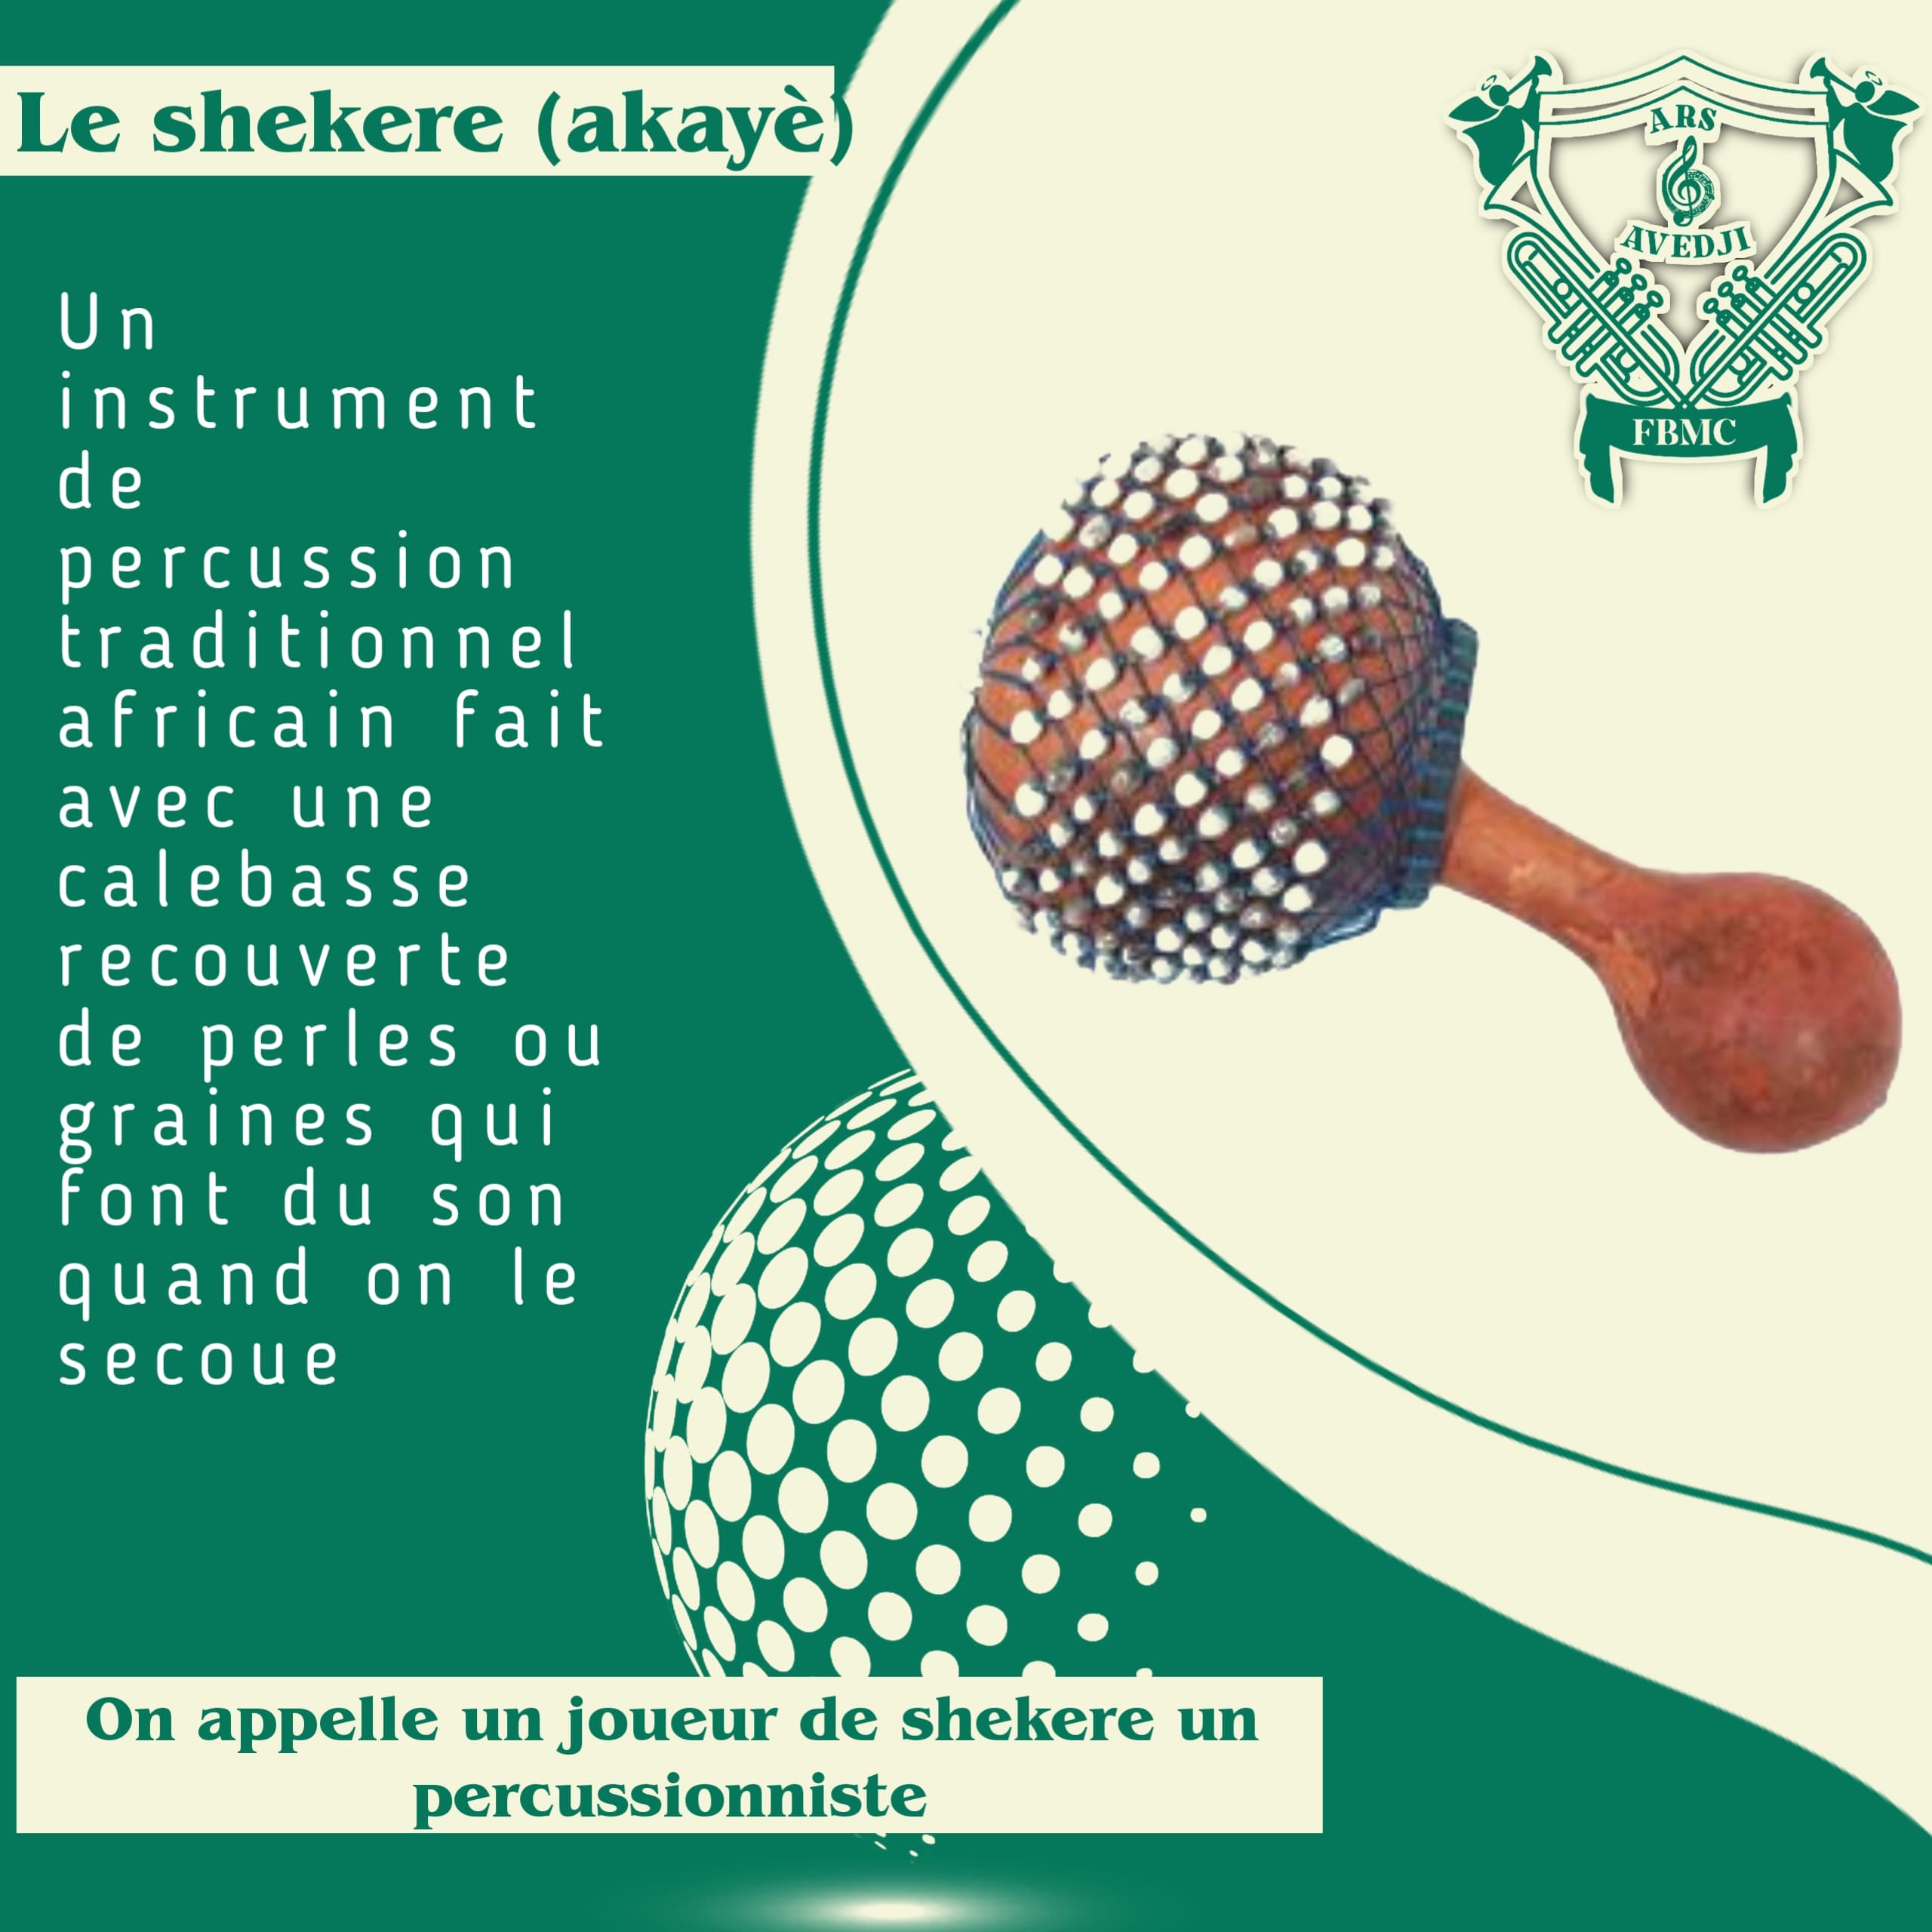 Le shekere (akayè)
ARS
AVEDJI
FBMC
Un
instrument
de
percussion
traditionnel
africain fait
avec une
calebasse
recouverte
de perles ou
graines qui
font du son
quand on le
secoue
On appelle un joueur de shekere un
percussionniste